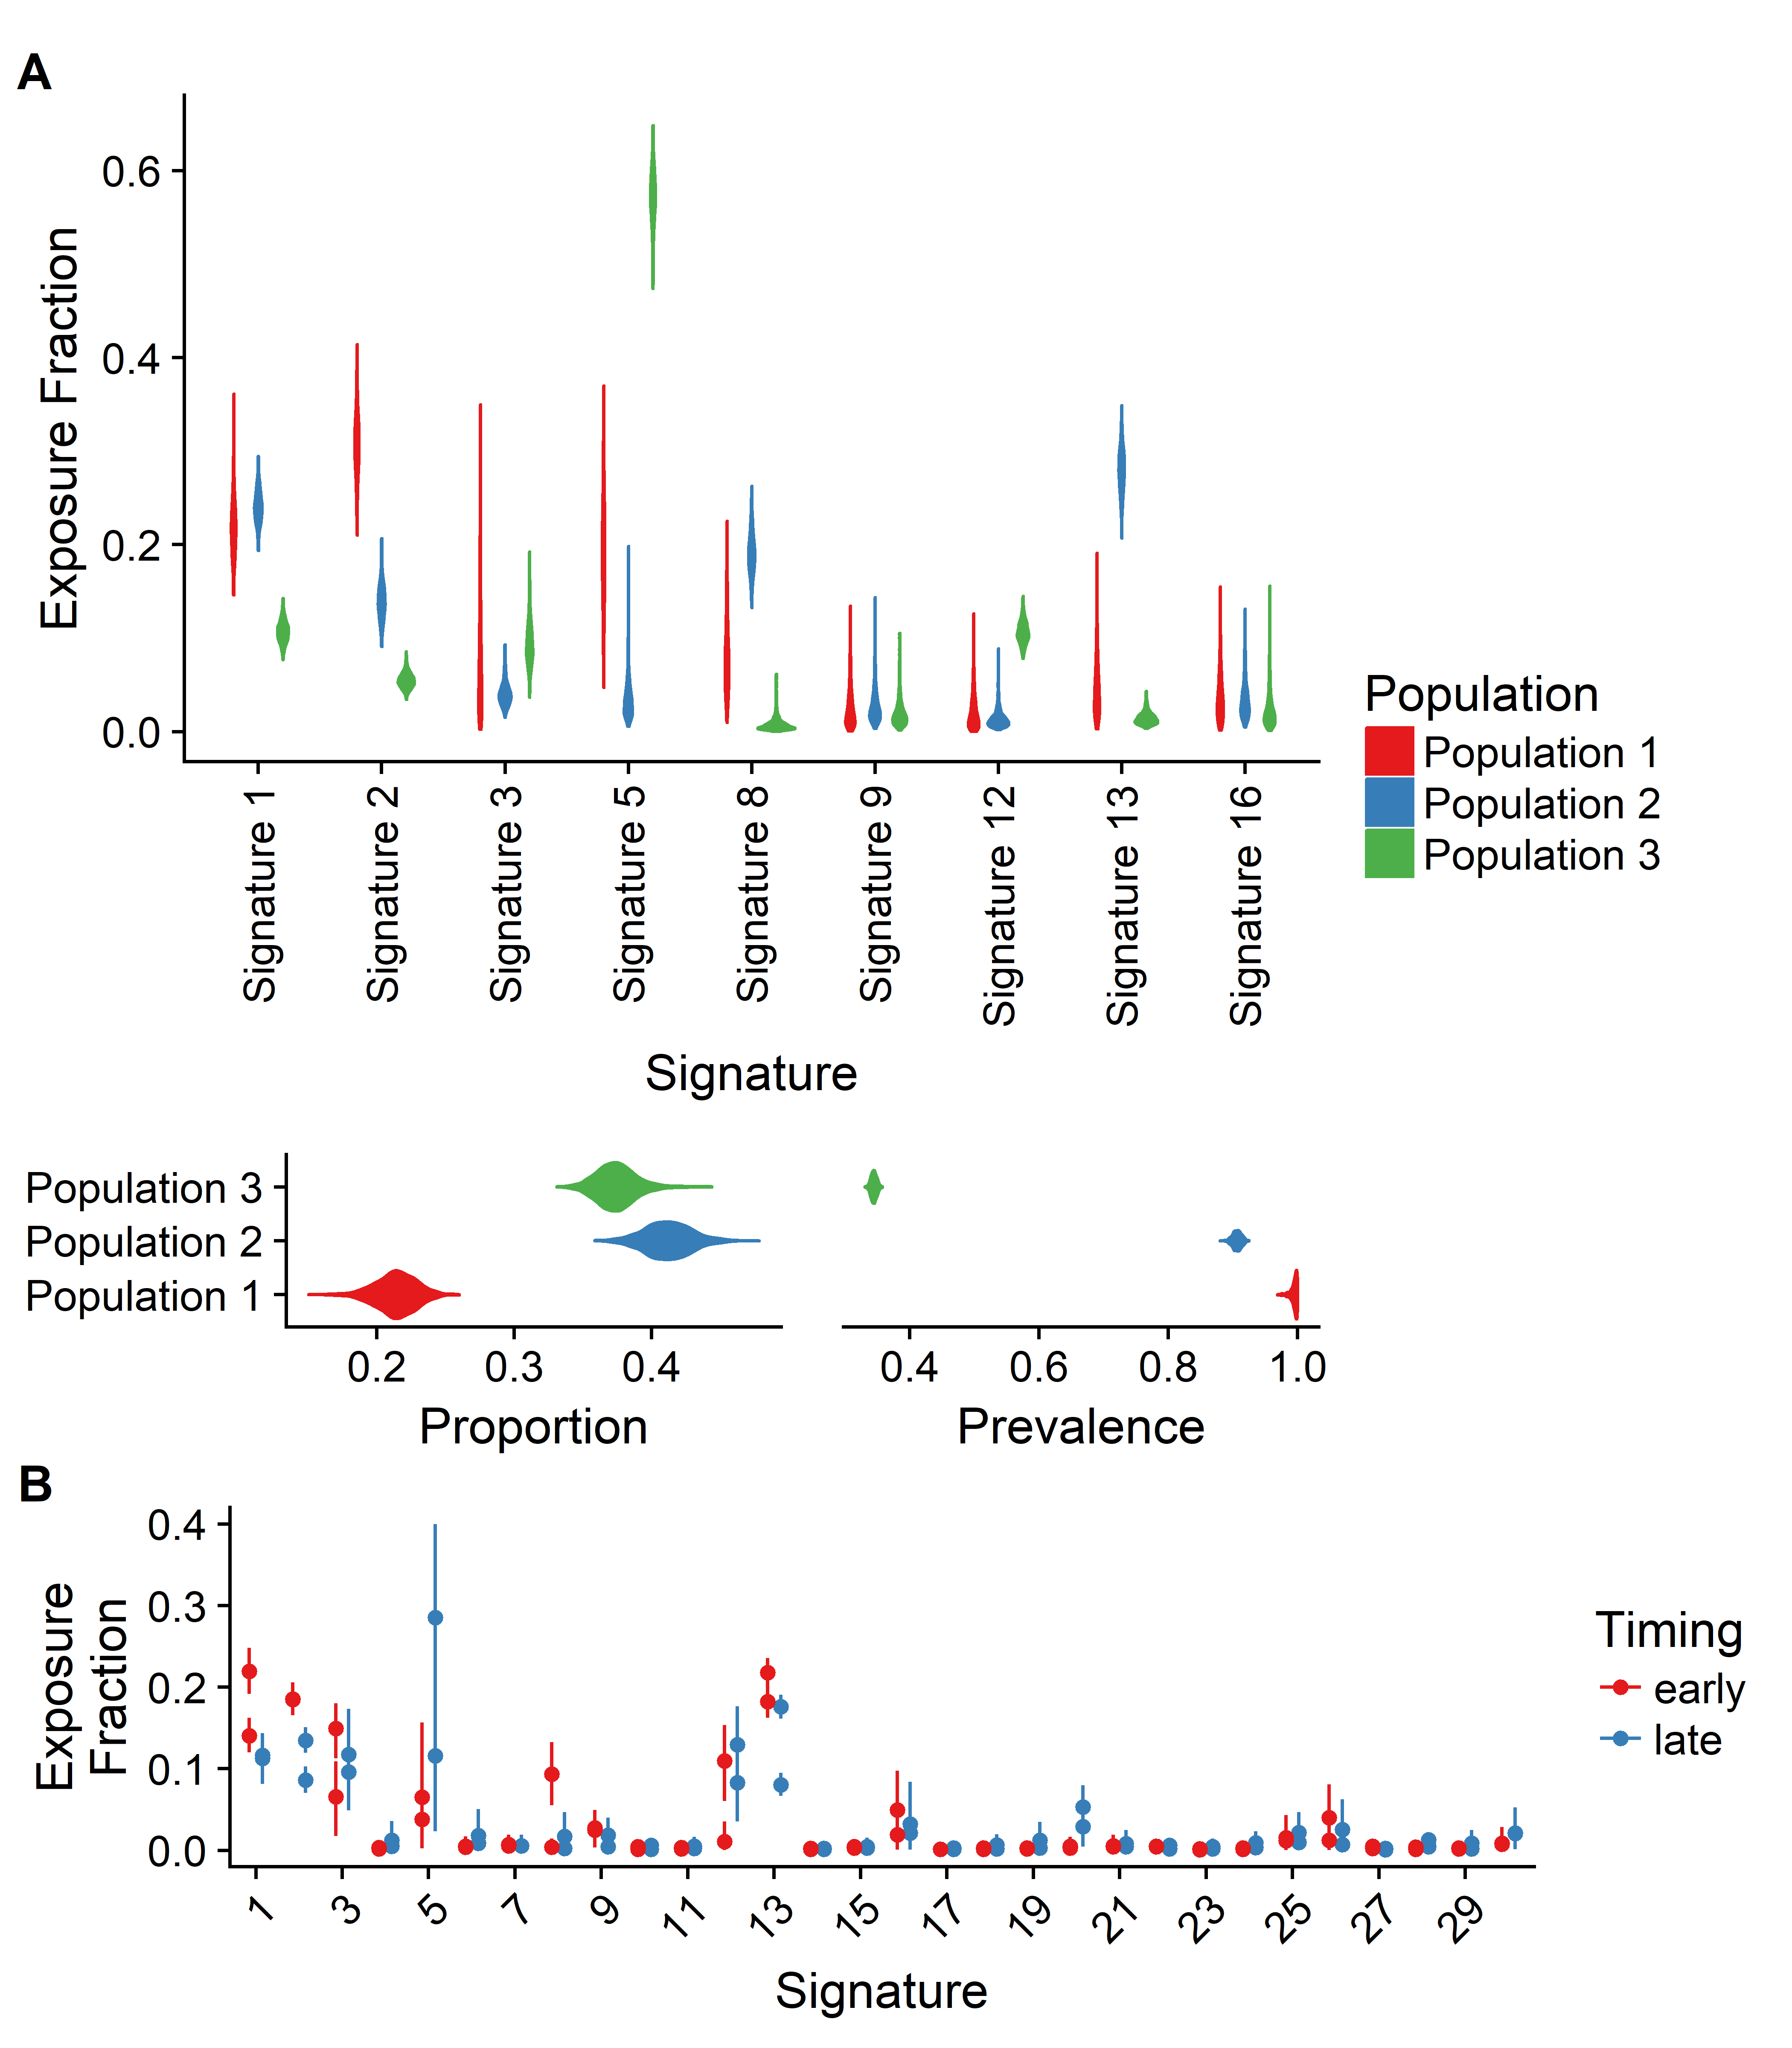 A
Exposure Fraction
0.6
0.4
0.2
0.0
Signature 1
Signature 2
Signature 3
Signature 5
Signature 8
Signature 9
Signature 12
Signature 13
Signature 16
Signature
Population
Population 1
Population 2
Population 3
Population 3
Population 2
Population 1
0.2 0.3 0.4
Proportion
0.4 0.6 0.8 1.0
Prevalence
B
Exposure
Fraction
0.4
0.3
0.2
0.1
0.0
1 3 5 7 9 11 13 15 17 19 21 23 25 27 29
Signature
Timing
early
late